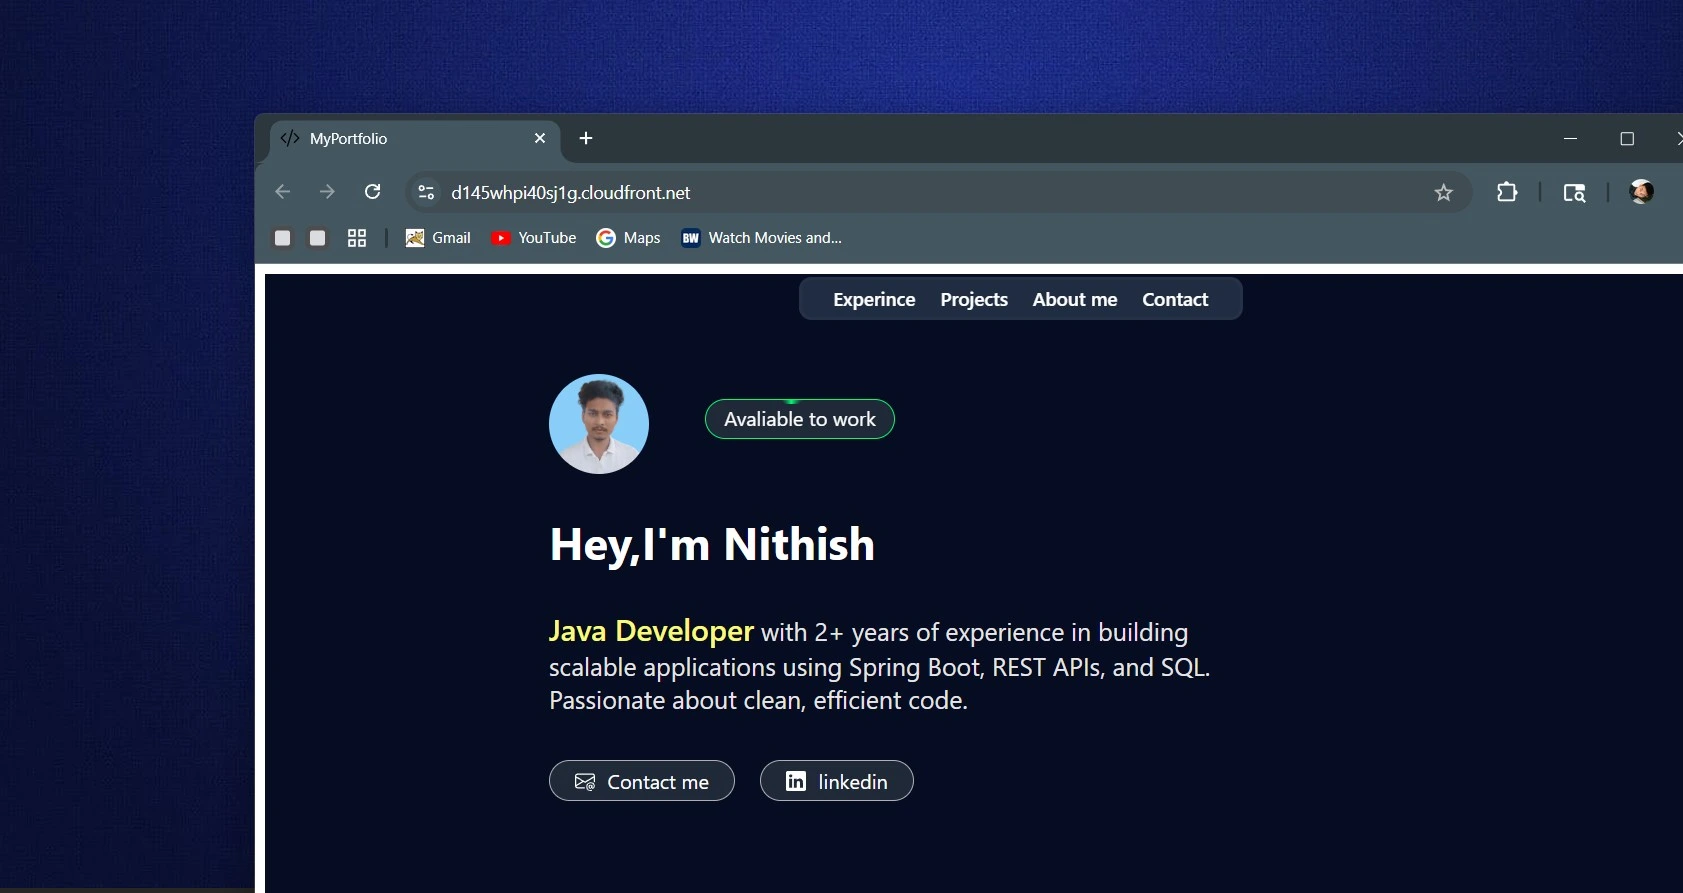 MyPortfolio
d145whpi40sj1g.cloudfront.net
Gmail YouTube Maps BW Watch Movies and...
Experince Projects About me Contact
Avaliable to work
Hey,I'm Nithish
Java Developer with 2+ years of experience in building
scalable applications using Spring Boot, REST APIs, and SQL.
Passionate about clean, efficient code.
Contact me in linkedin